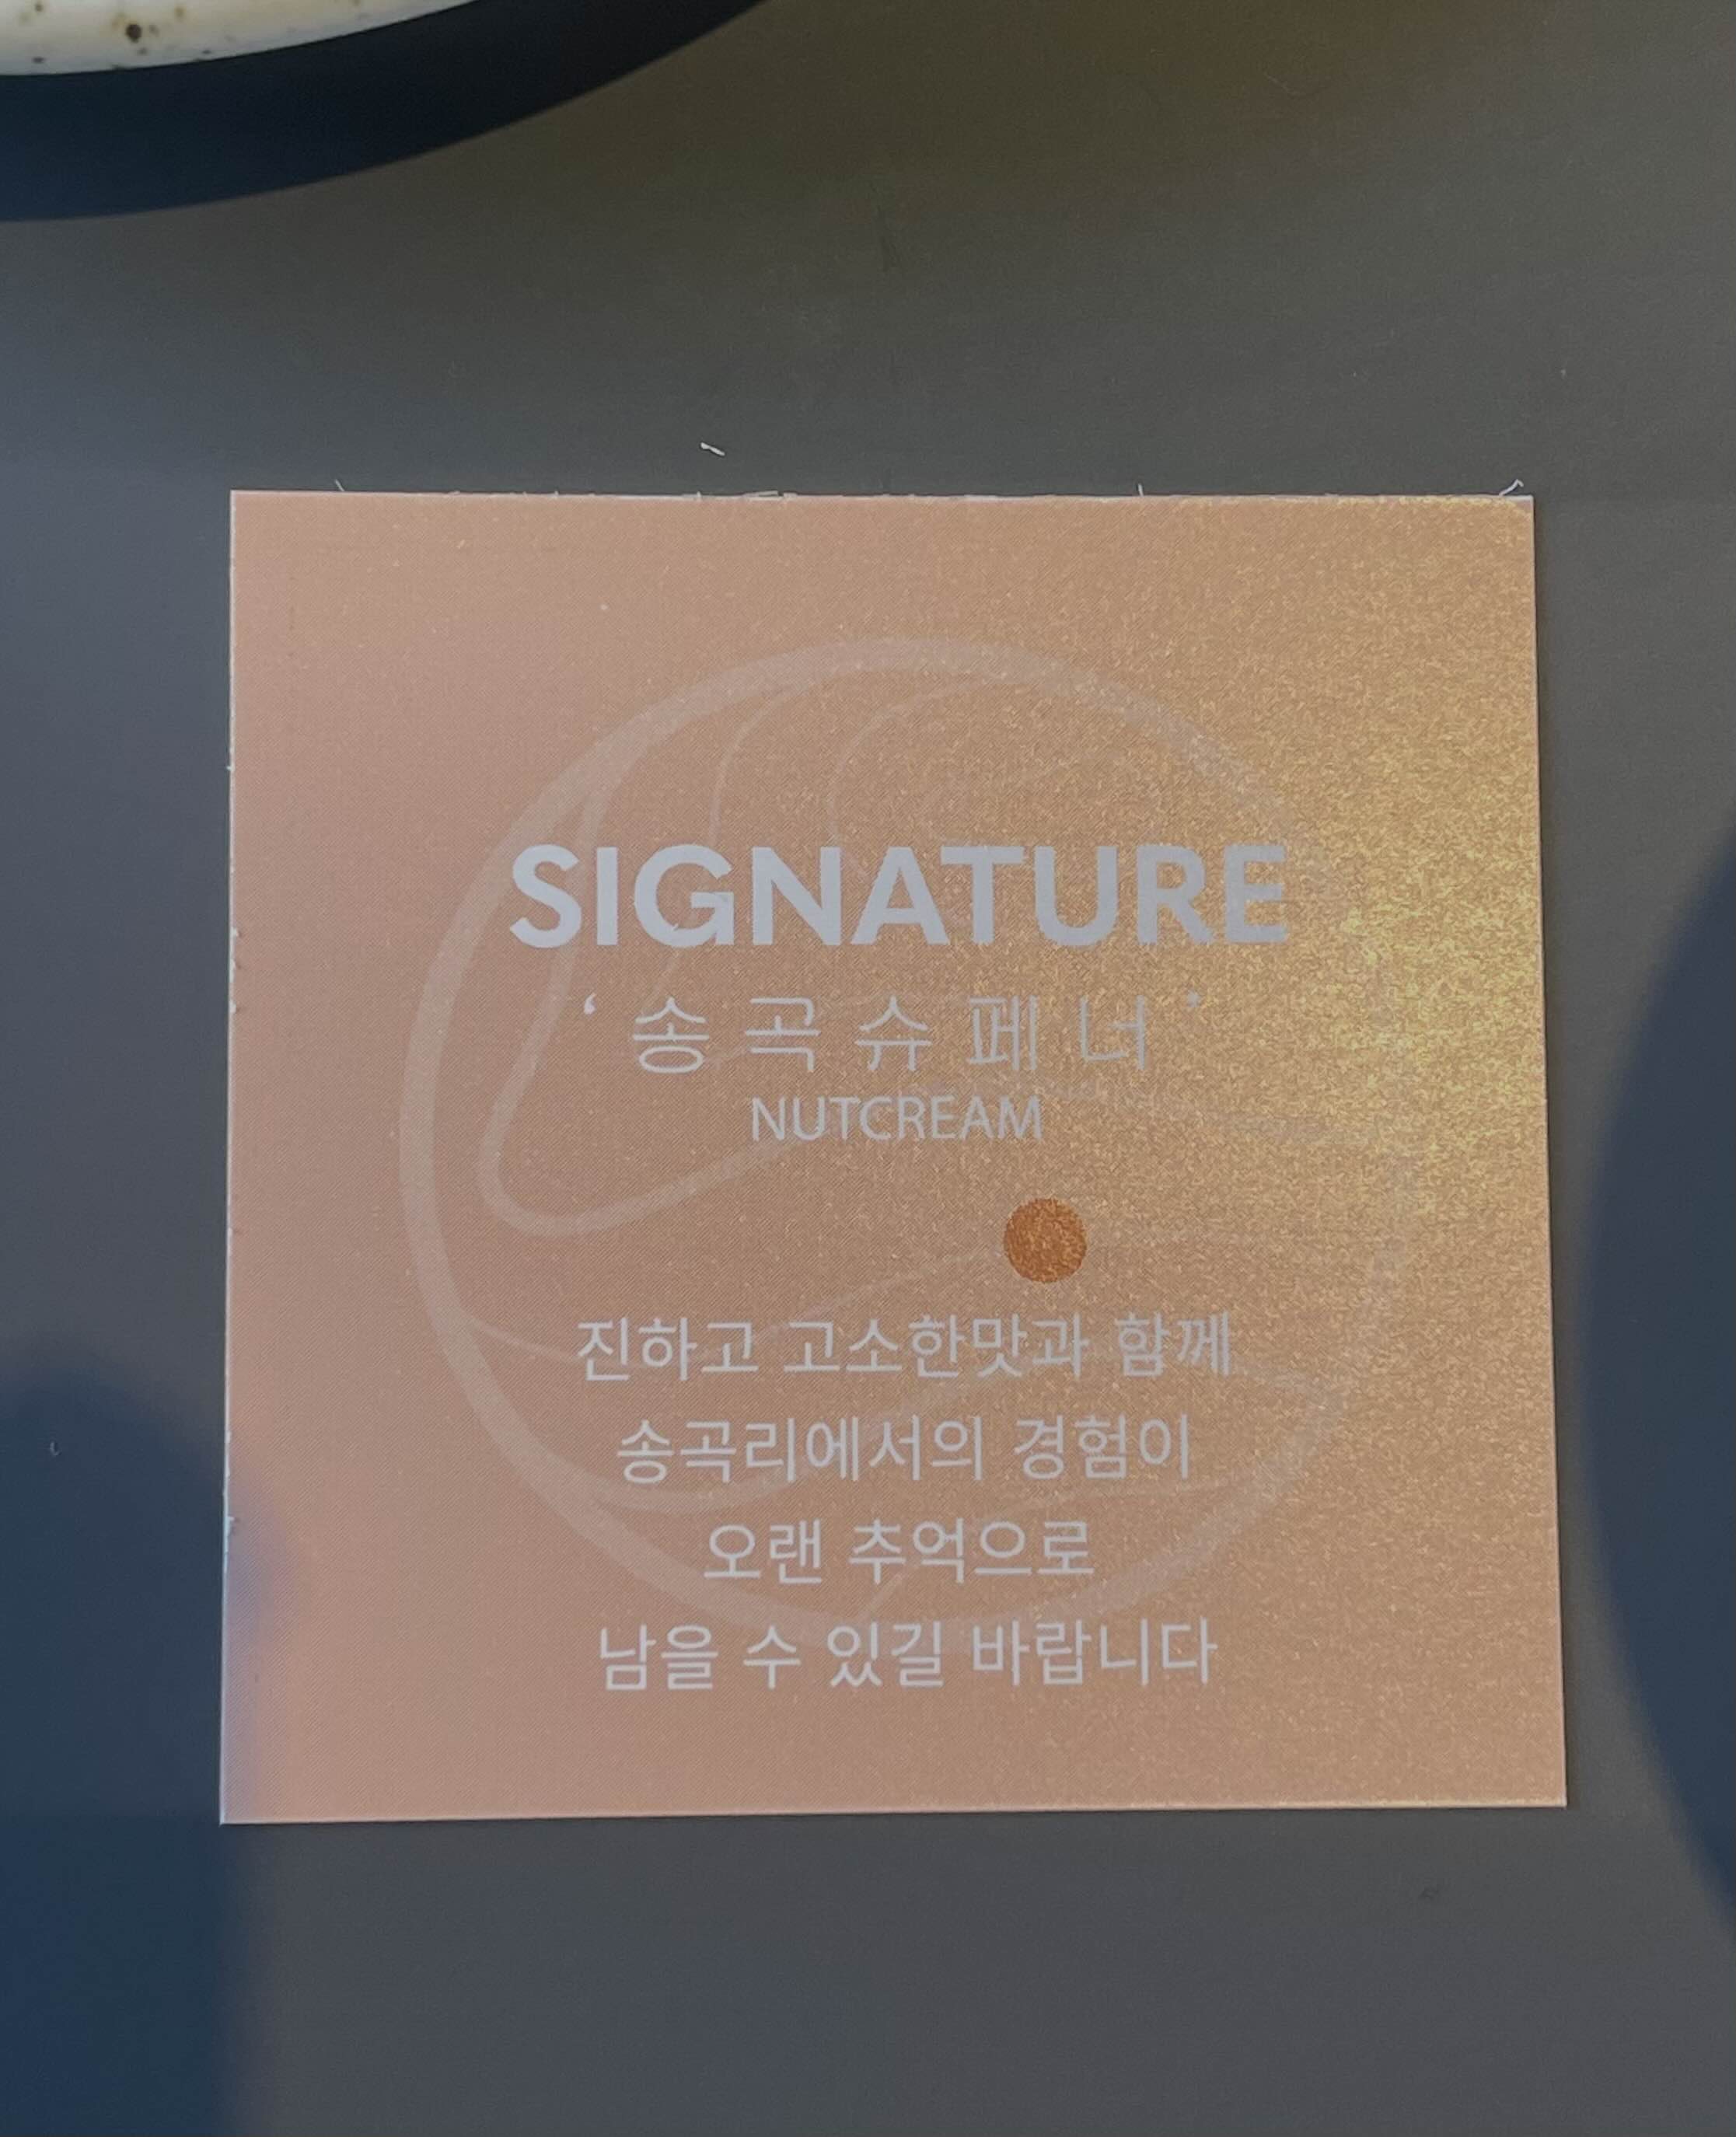 SIGNATURE
‘송곡슈페너’
NUTCREAM
진하고 고소한맛과 함께
송곡리에서의 경험이
오랜 추억으로
남을 수 있길 바랍니다